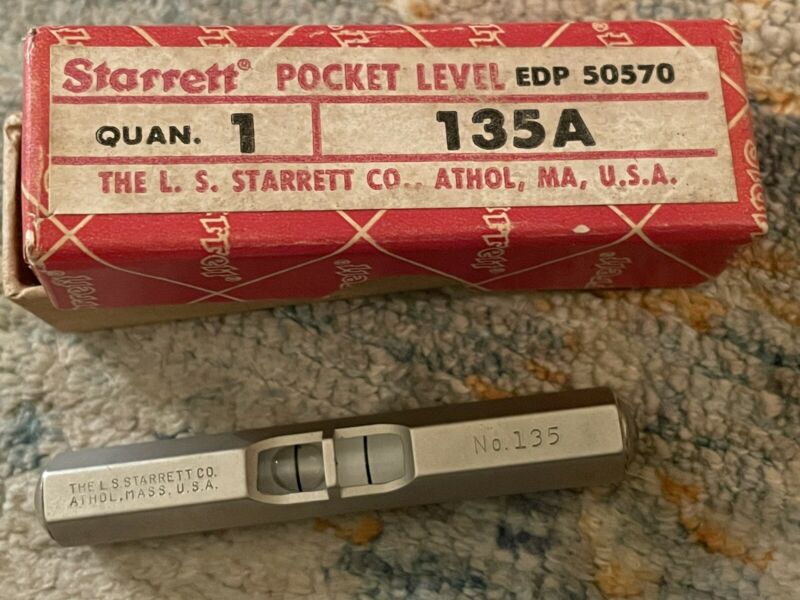 Starrett® POCKET LEVEL EDP 50570
QUAN. 1 135A
THE L. S. STARRETT CO., ATHOL, MA, U.S.A.
THE L.S.STARRETT CO.
ATHOL, MASS, U.S.A.
No. 135